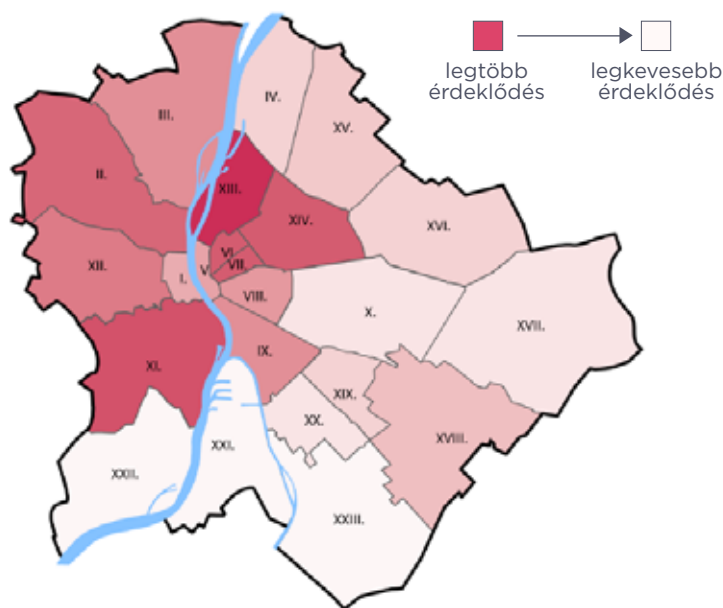 legtöbb
érdeklődés
legkevesebb
érdeklődés
IV.
III.
XV.
II.
XIII.
XIV.
XVI.
VI.
XII.
VII.
I.
V.
VIII.
X.
XVII.
IX.
XI.
XIX.
XX.
XVIII.
XXI.
XXII.
XXIII.